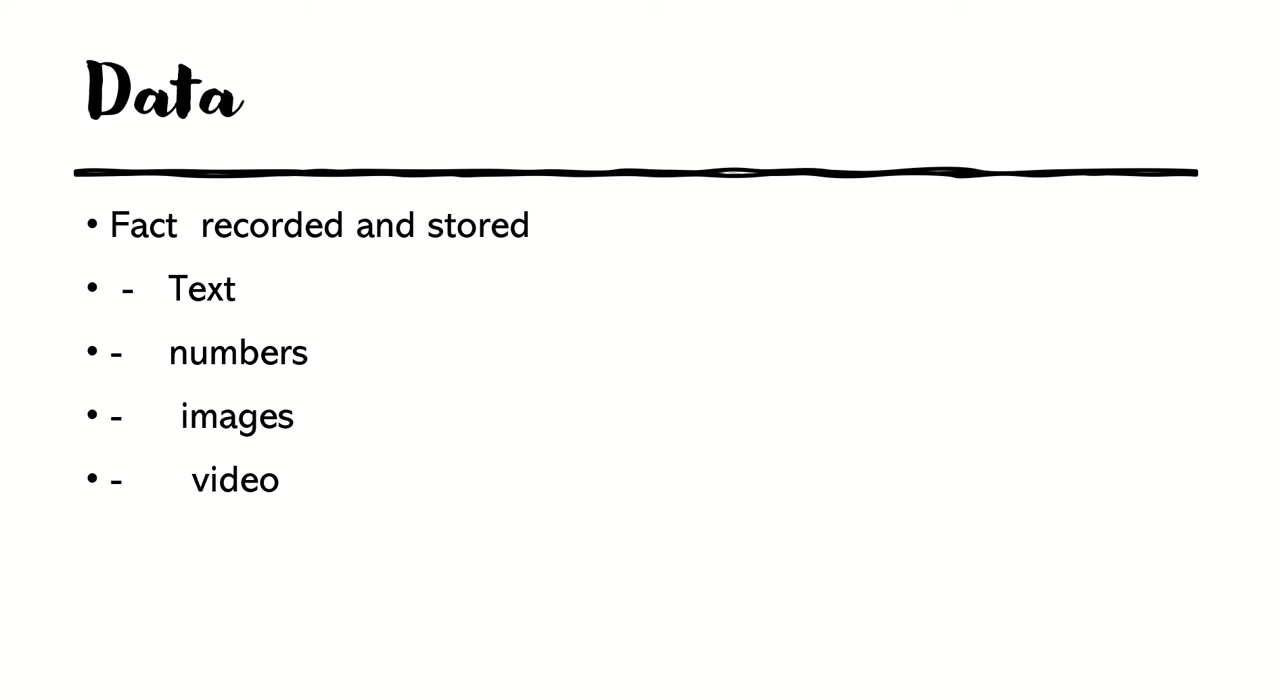 Data
• Fact  recorded and stored
•  -   Text
• -    numbers
• -     images
• -      video